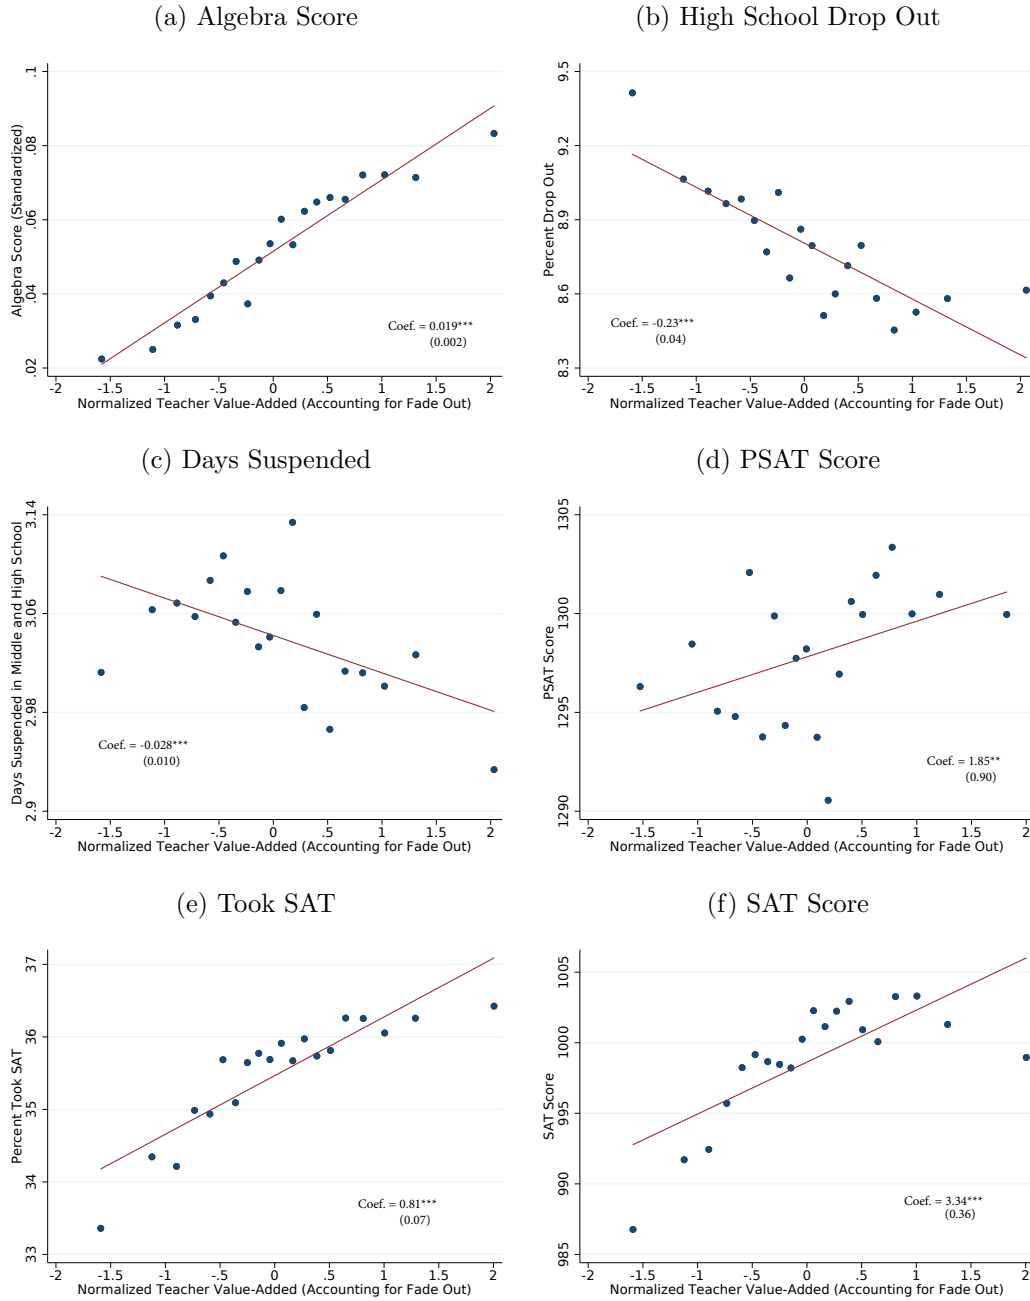 (a) Algebra Score
Algebra Score (Standardized)
.1
.08
.06
.04
.02
Coef. = 0.019***
(0.002)
-2 -1.5 -1 -.5 0 .5 1 1.5 2
Normalized Teacher Value-Added (Accounting for Fade Out)
(b) High School Drop Out
Percent Drop Out
9.5
9.2
8.9
8.6
8.3
Coef. = -0.23***
(0.04)
-2 -1.5 -1 -.5 0 .5 1 1.5 2
Normalized Teacher Value-Added (Accounting for Fade Out)
(c) Days Suspended
Days Suspended in Middle and High School
3.14
3.06
2.98
2.9
Coef. = -0.028***
(0.010)
-2 -1.5 -1 -.5 0 .5 1 1.5 2
Normalized Teacher Value-Added (Accounting for Fade Out)
(d) PSAT Score
PSAT Score
1305
1300
1295
1290
Coef. = 1.85**
(0.90)
-2 -1.5 -1 -.5 0 .5 1 1.5 2
Normalized Teacher Value-Added (Accounting for Fade Out)
(e) Took SAT
Percent Took SAT
37
36
35
34
33
Coef. = 0.81***
(0.07)
-2 -1.5 -1 -.5 0 .5 1 1.5 2
Normalized Teacher Value-Added (Accounting for Fade Out)
(f) SAT Score
SAT Score
1005
1000
995
990
985
Coef. = 3.34***
(0.36)
-2 -1.5 -1 -.5 0 .5 1 1.5 2
Normalized Teacher Value-Added (Accounting for Fade Out)